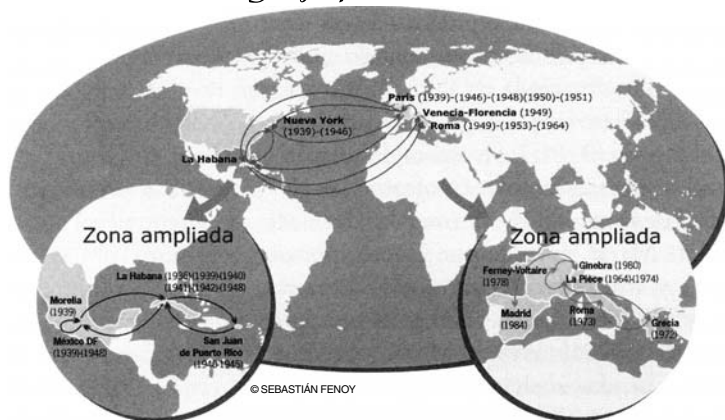 París (1939)-(1946)-(1948)(1950)-(1951)
Venecia-Florencia (1949)
Roma (1949)-(1953)-(1964)
Nueva York
(1939)-(1946)
La Habana
Zona ampliada
La Habana (1936)(1939)-(1940)
(1941)-(1942)-(1948)
Morelia
(1939)
México DF
(1939)-(1948)
San Juan
de Puerto Rico
(1940-1945)
Zona ampliada
Ferney-Voltaire
(1978)
Ginebra (1980)
La Pièce (1964)-(1974)
Madrid
(1984)
Roma
(1973)
Grecia
(1972)
© SEBASTIÁN FENOY